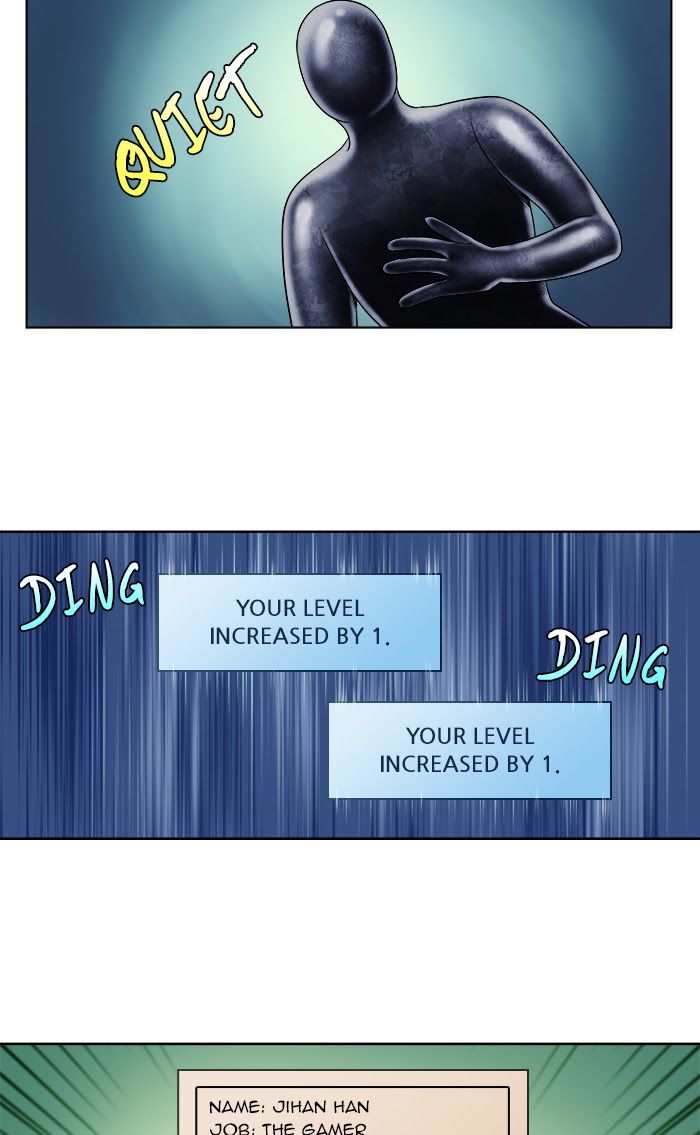 QUIET
DING
YOUR LEVEL
INCREASED BY 1.
DING
YOUR LEVEL
INCREASED BY 1.
NAME: JIHAN HAN
JOB: THE GAMER